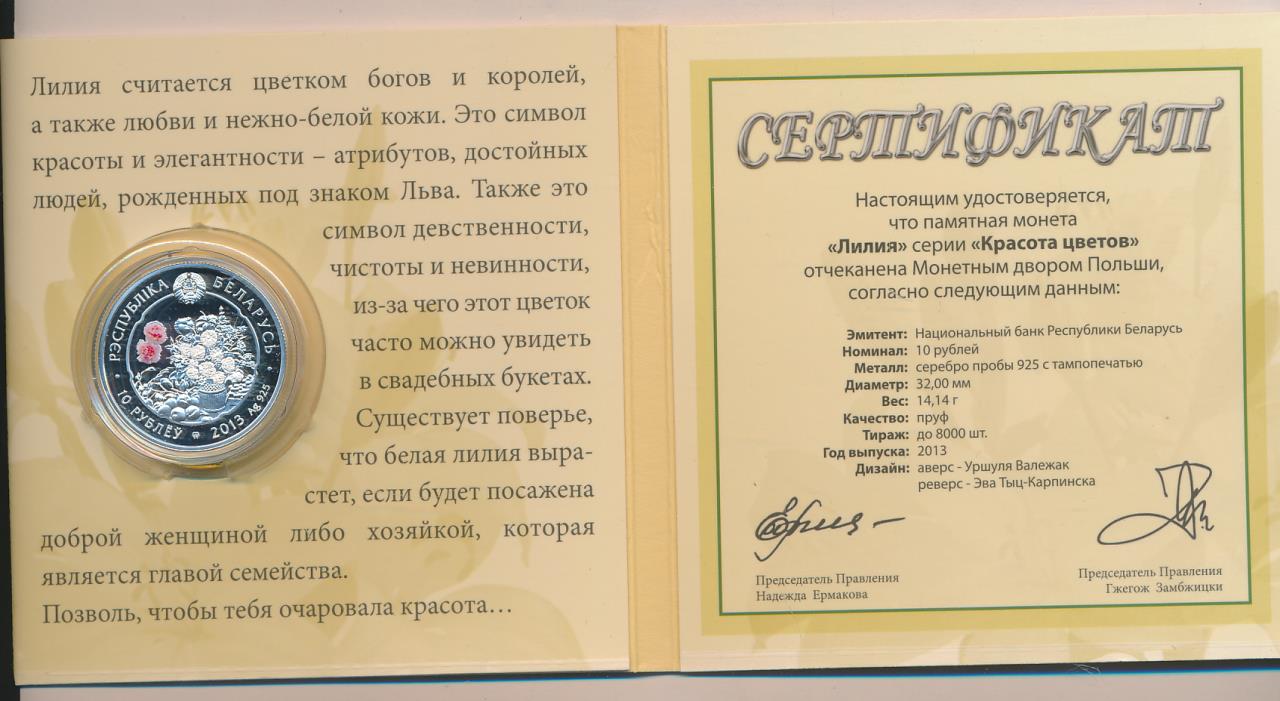 Лилия считается цветком богов и королей,
а также любви и нежно-белой кожи. Это символ
красоты и элегантности – атрибутов, достойных
людей, рожденных под знаком Льва. Также это
символ девственности,
чистоты и невинности,
из-за чего этот цветок
часто можно увидеть
в свадебных букетах.
Существует поверье,
что белая лилия выра-
стет, если будет посажена
доброй женщиной либо хозяйкой, которая
является главой семейства.
Позволь, чтобы тебя очаровала красота...
РЭСПУБЛІКА БЕЛАРУСЬ
10 РУБЛЁЎ 2013 Ag 925
СЕРТИФИКАТ
Настоящим удостоверяется,
что памятная монета
«Лилия» серии «Красота цветов»
отчеканена Монетным двором Польши,
согласно следующим данным:
Эмитент: Национальный банк Республики Беларусь
Номинал: 10 рублей
Металл: серебро пробы 925 с тампопечатью
Диаметр: 32,00 мм
Вес: 14,14 г
Качество: пруф
Тираж: до 8000 шт.
Год выпуска: 2013
Дизайн: аверс - Уршуля Валежак
реверс - Эва Тыц-Карпинска
Председатель Правления
Надежда Ермакова
Председатель Правления
Гжегож Замбжицки